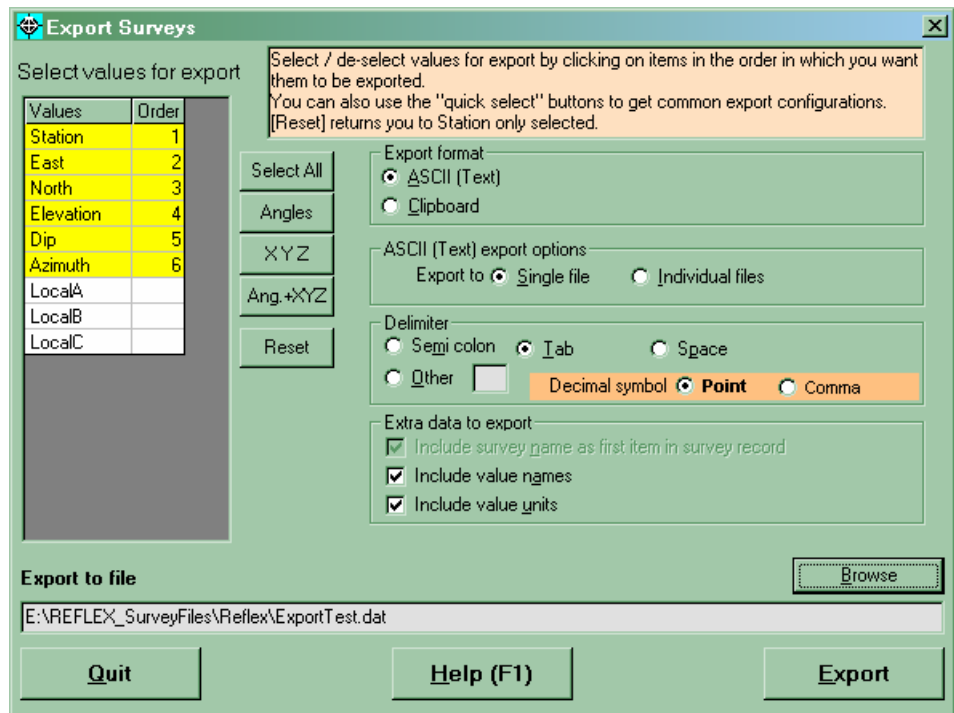 Export Surveys
Select values for export
Select / de-select values for export by clicking on items in the order in which you want
them to be exported.
You can also use the "quick select" buttons to get common export configurations.
[Reset] returns you to Station only selected.
Values Order
Station 1
East 2
North 3
Elevation 4
Dip 5
Azimuth 6
LocalA
LocalB
LocalC
Select All
Angles
XYZ
Ang.+XYZ
Reset
Export format
ASCII (Text)
Clipboard
ASCII (Text) export options
Export to Single file Individual files
Delimiter
Semi colon Tab Space
Other
Decimal symbol Point Comma
Extra data to export
Include survey name as first item in survey record
Include value names
Include value units
Export to file
Browse
E:\REFLEX_SurveyFiles\Reflex\ExportTest.dat
Quit Help (F1) Export